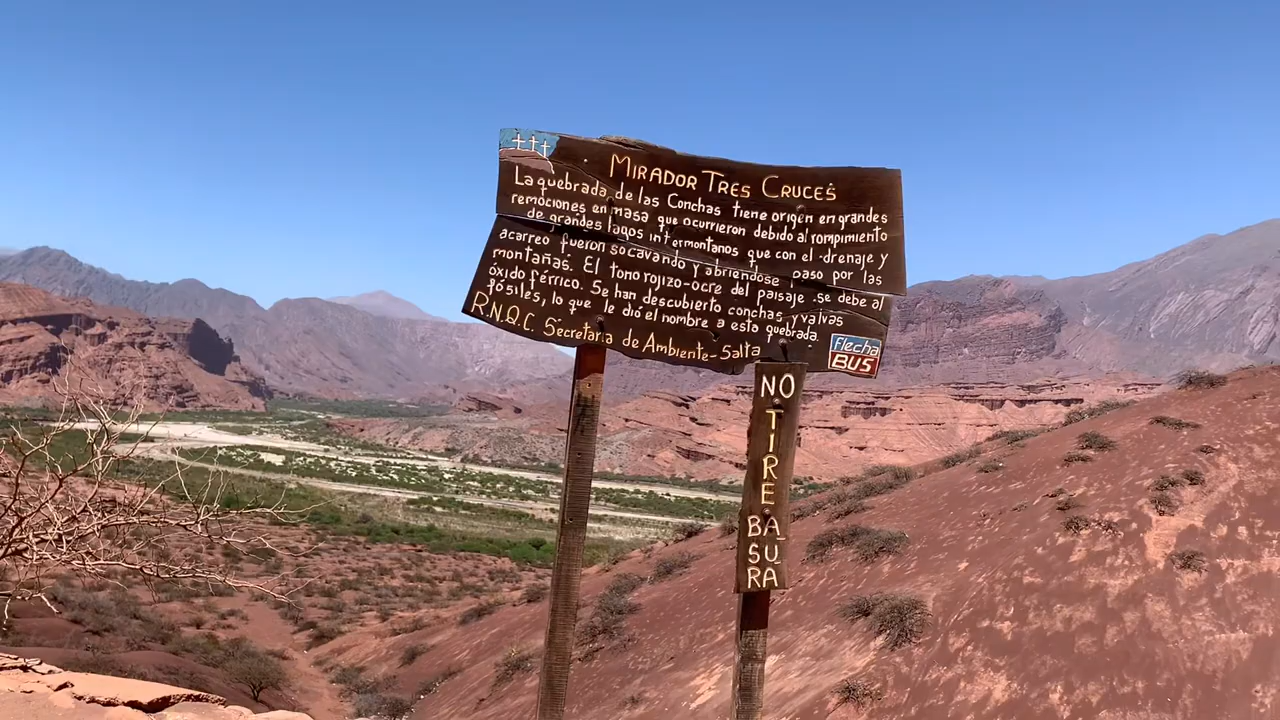 MIRADOR TRES CRUCES
La quebrada de las Conchas tiene origen en grandes
remociones en masa que ocurrieron debido al rompimiento
de grandes lagos intermontanos que con el drenaje y
acarreo fueron socavando y abriendose paso por las
montañas. El tono rojizo-ocre del paisaje se debe al
óxido férrico. Se han descubierto conchas y valvas
fósiles, lo que le dió el nombre a esta quebrada.
R.N.Q.C. Secretaria de Ambiente-Salta
Flecha
BUS
NO
TIRE
BASURA